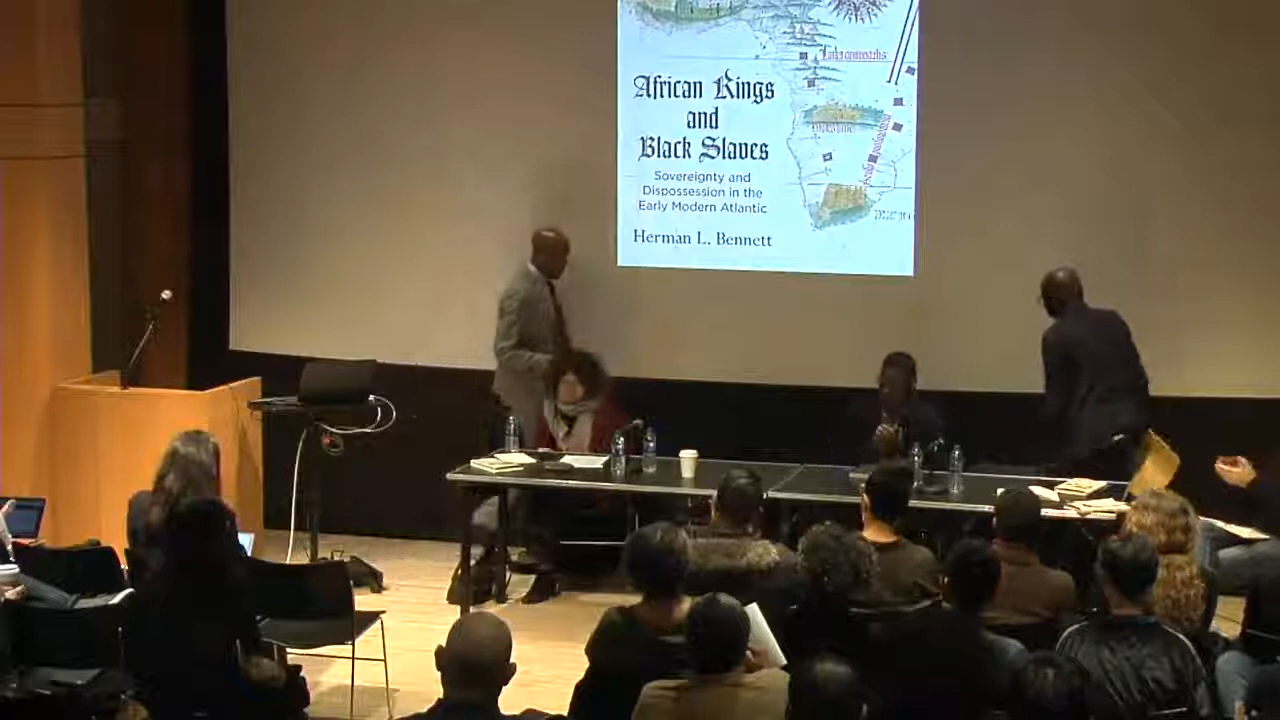 African Kings
and
Black Slaves
Sovereignty and
Dispossession in the
Early Modern Atlantic
Herman L. Bennett